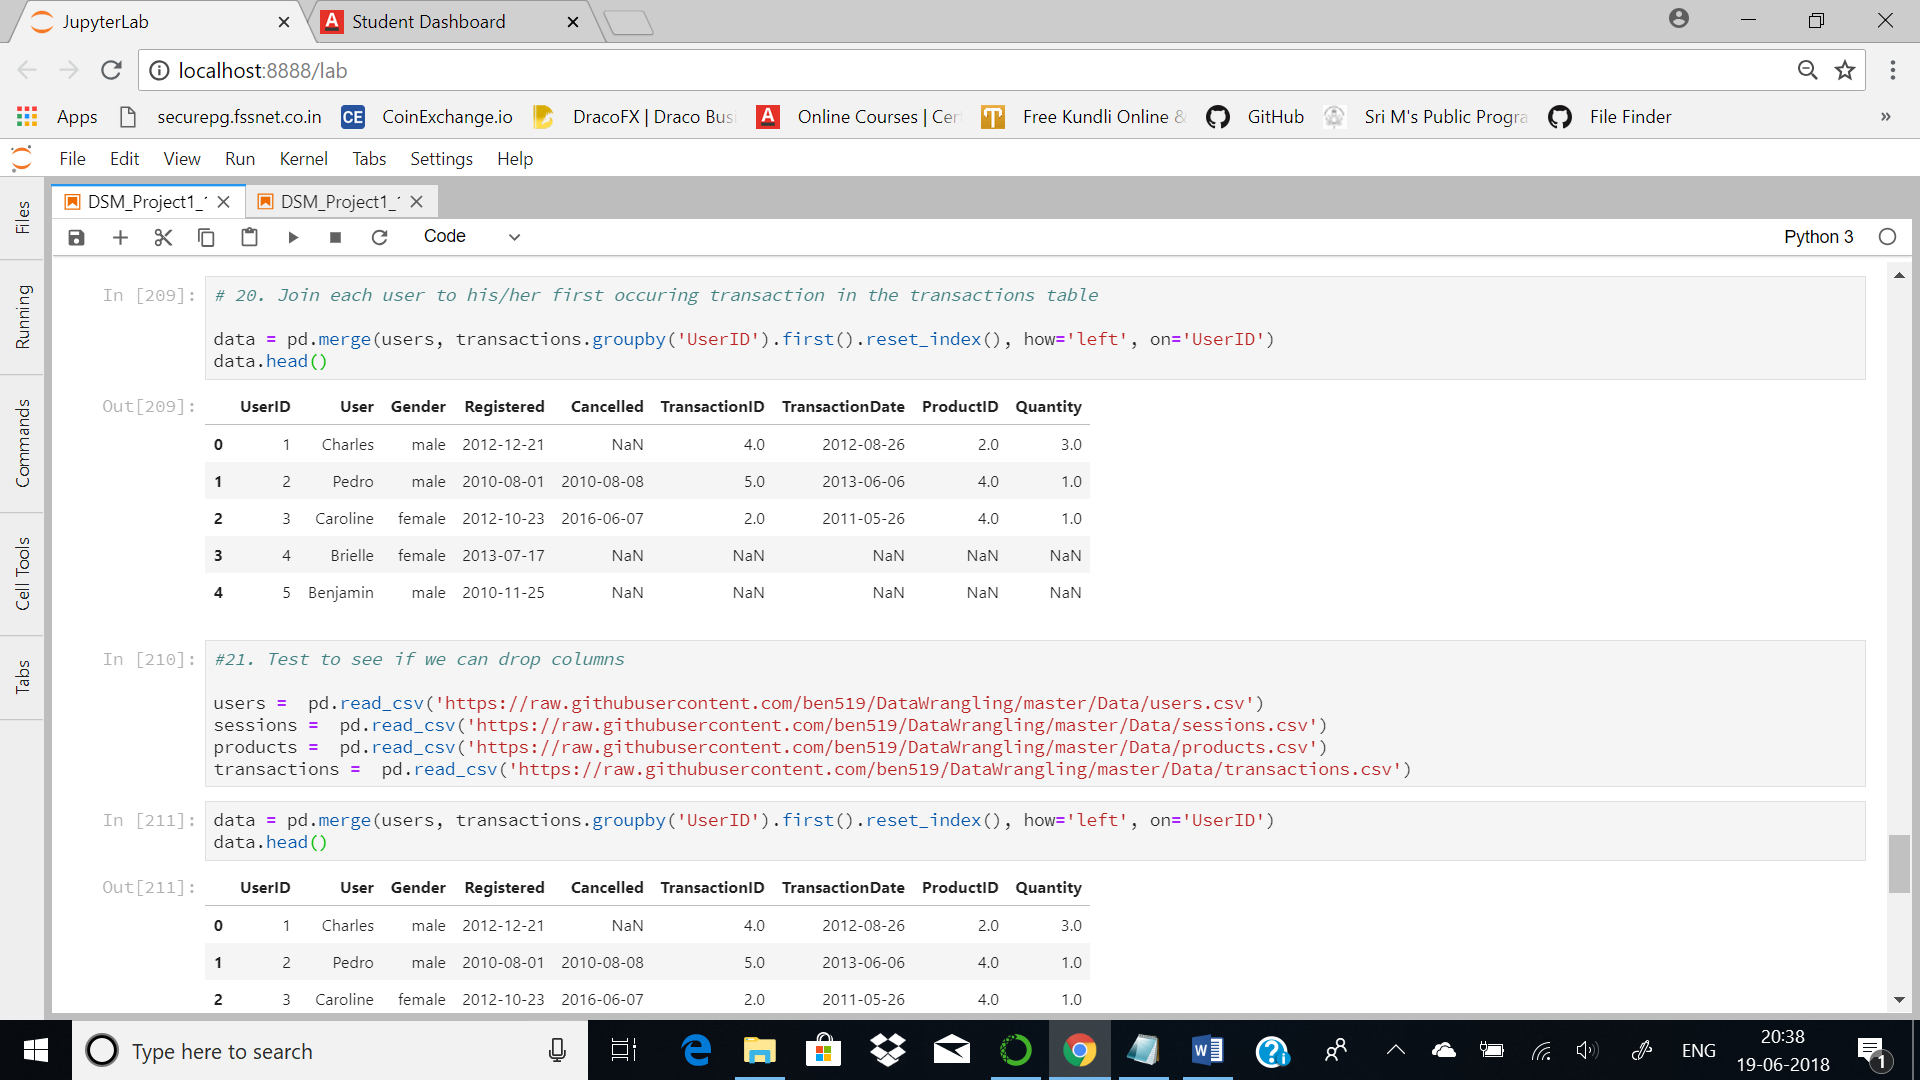 JupyterLab
Student Dashboard
localhost:8888/lab
Apps securepg.fssnet.co.in CE CoinExchange.io DracoFX | Draco Busi A Online Courses | Cer T Free Kundli Online & GitHub Sri M's Public Progra File Finder »
File Edit View Run Kernel Tabs Settings Help
DSM_Project1_ DSM_Project1_
Code Python 3
Files
Running
Commands
Cell Tools
Tabs
In [209]: # 20. Join each user to his/her first occuring transaction in the transactions table
data = pd.merge(users, transactions.groupby('UserID').first().reset_index(), how='left', on='UserID')
data.head()
Out[209]: UserID User Gender Registered Cancelled TransactionID TransactionDate ProductID Quantity
0 1 Charles male 2012-12-21 NaN 4.0 2012-08-26 2.0 3.0
1 2 Pedro male 2010-08-01 2010-08-08 5.0 2013-06-06 4.0 1.0
2 3 Caroline female 2012-10-23 2016-06-07 2.0 2011-05-26 4.0 1.0
3 4 Brielle female 2013-07-17 NaN NaN NaN NaN NaN
4 5 Benjamin male 2010-11-25 NaN NaN NaN NaN NaN
In [210]: #21. Test to see if we can drop columns
users =  pd.read_csv('https://raw.githubusercontent.com/ben519/DataWrangling/master/Data/users.csv')
sessions =  pd.read_csv('https://raw.githubusercontent.com/ben519/DataWrangling/master/Data/sessions.csv')
products =  pd.read_csv('https://raw.githubusercontent.com/ben519/DataWrangling/master/Data/products.csv')
transactions =  pd.read_csv('https://raw.githubusercontent.com/ben519/DataWrangling/master/Data/transactions.csv')
In [211]: data = pd.merge(users, transactions.groupby('UserID').first().reset_index(), how='left', on='UserID')
data.head()
Out[211]: UserID User Gender Registered Cancelled TransactionID TransactionDate ProductID Quantity
0 1 Charles male 2012-12-21 NaN 4.0 2012-08-26 2.0 3.0
1 2 Pedro male 2010-08-01 2010-08-08 5.0 2013-06-06 4.0 1.0
2 3 Caroline female 2012-10-23 2016-06-07 2.0 2011-05-26 4.0 1.0
Type here to search
ENG
20:38
19-06-2018
1